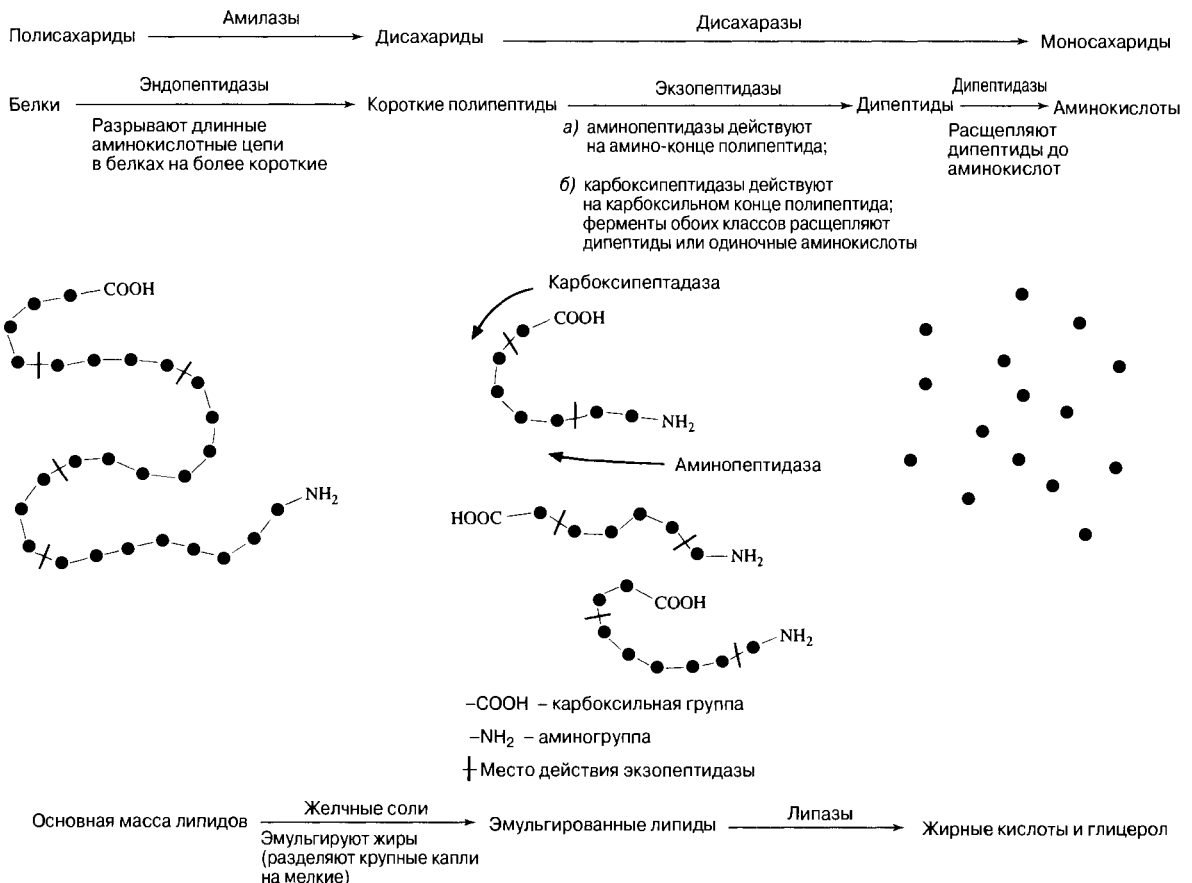 Амилазы
Дисахаразы
Полисахариды
Дисахариды
Моносахариды
Эндопептидазы
Экзопептидазы
Дипептидазы
Белки
Короткие полипептиды
Дипептиды
Аминокислоты
Разрывают длинные
аминокислотные цепи
в белках на более короткие
а) аминопептидазы действуют
на амино-конце полипептида;
б) карбоксипептидазы действуют
на карбоксильном конце полипептида;
ферменты обоих классов расщепляют
дипептиды или одиночные аминокислоты
Расщепляют
дипептиды до
аминокислот
COOH
NH2
Карбоксипептадаза
COOH
NH2
Аминопептидаза
HOOC
NH2
COOH
NH2
–COOH – карбоксильная группа
–NH2 – аминогруппа
Место действия экзопептидазы
Основная масса липидов
Желчные соли
Эмульгируют жиры
(разделяют крупные капли
на мелкие)
Эмульгированные липиды
Липазы
Жирные кислоты и глицерол